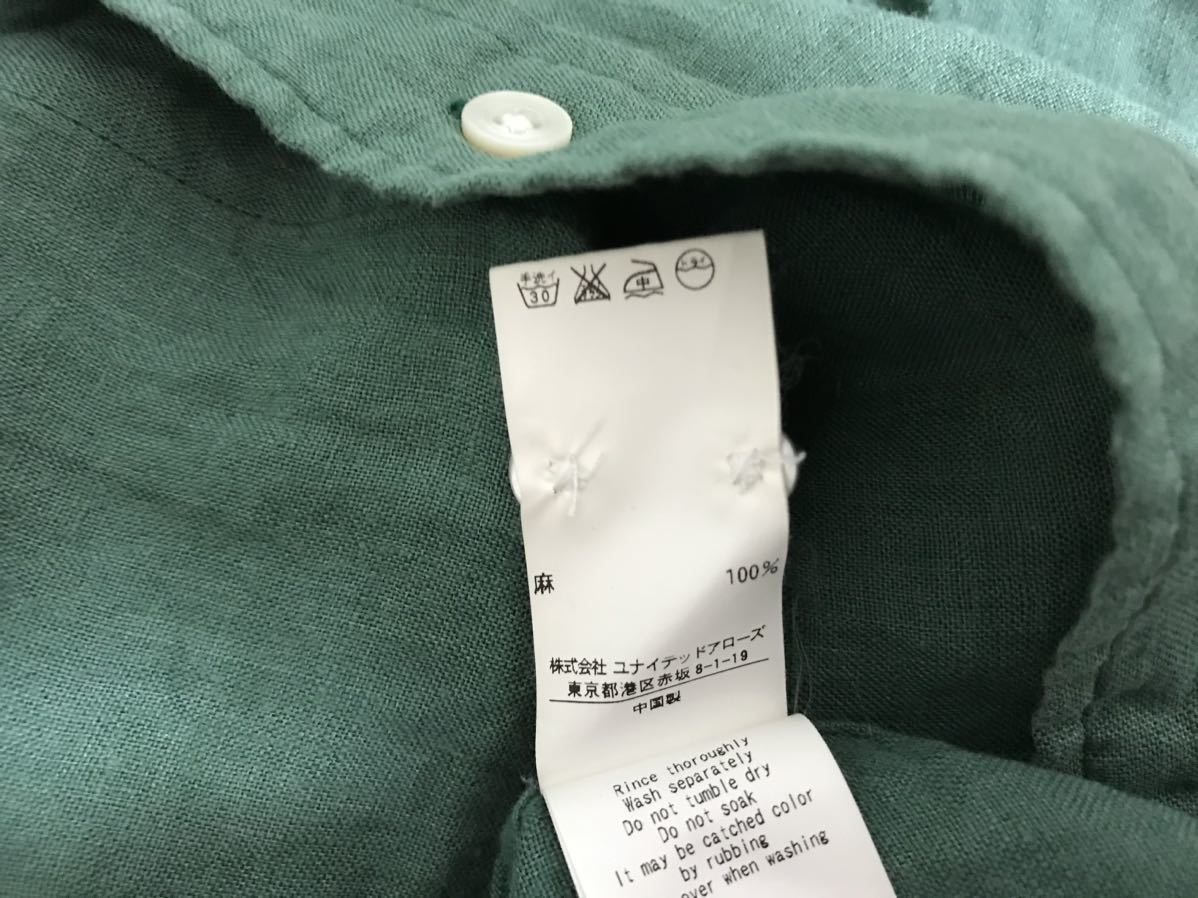 手洗イ
30
中
ドライ
麻 100%
株式会社 ユナイテッドアローズ
東京都港区赤坂 8-1-19
中国製
Rince thoroughly
Wash separately
Do not tumble dry
Do not soak
It may be catched color
by rubbing
over when washing